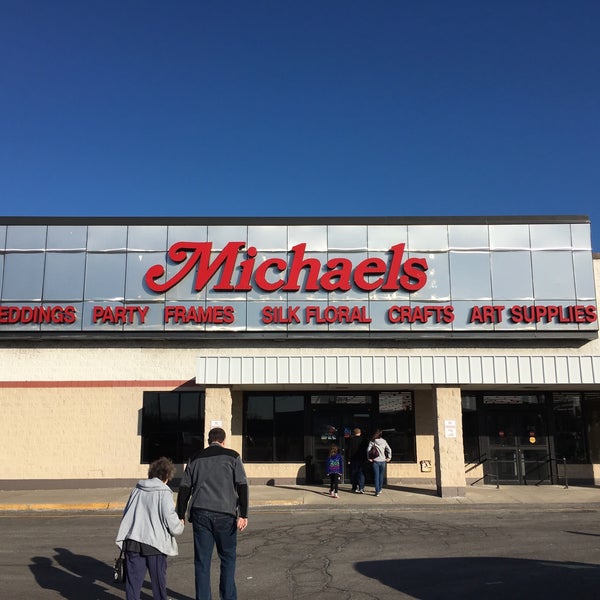 Michaels
EDDINGS PARTY FRAMES SILK FLORAL CRAFTS ART SUPPLIES